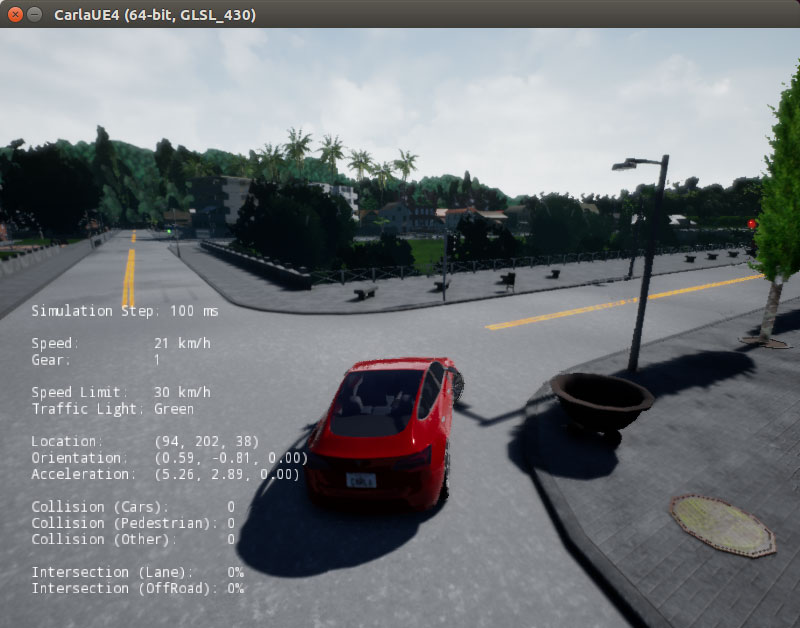 CarlaUE4 (64-bit, GLSL_430)
Simulation Step: 100 ms
Speed: 21 km/h
Gear: 1
Speed Limit: 30 km/h
Traffic Light: Green
Location: (94, 202, 38)
Orientation: (0.59, -0.81, 0.00)
Acceleration: (5.26, 2.89, 0.00)
Collision (Cars): 0
Collision (Pedestrian): 0
Collision (Other): 0
Intersection (Lane): 0%
Intersection (OffRoad): 0%